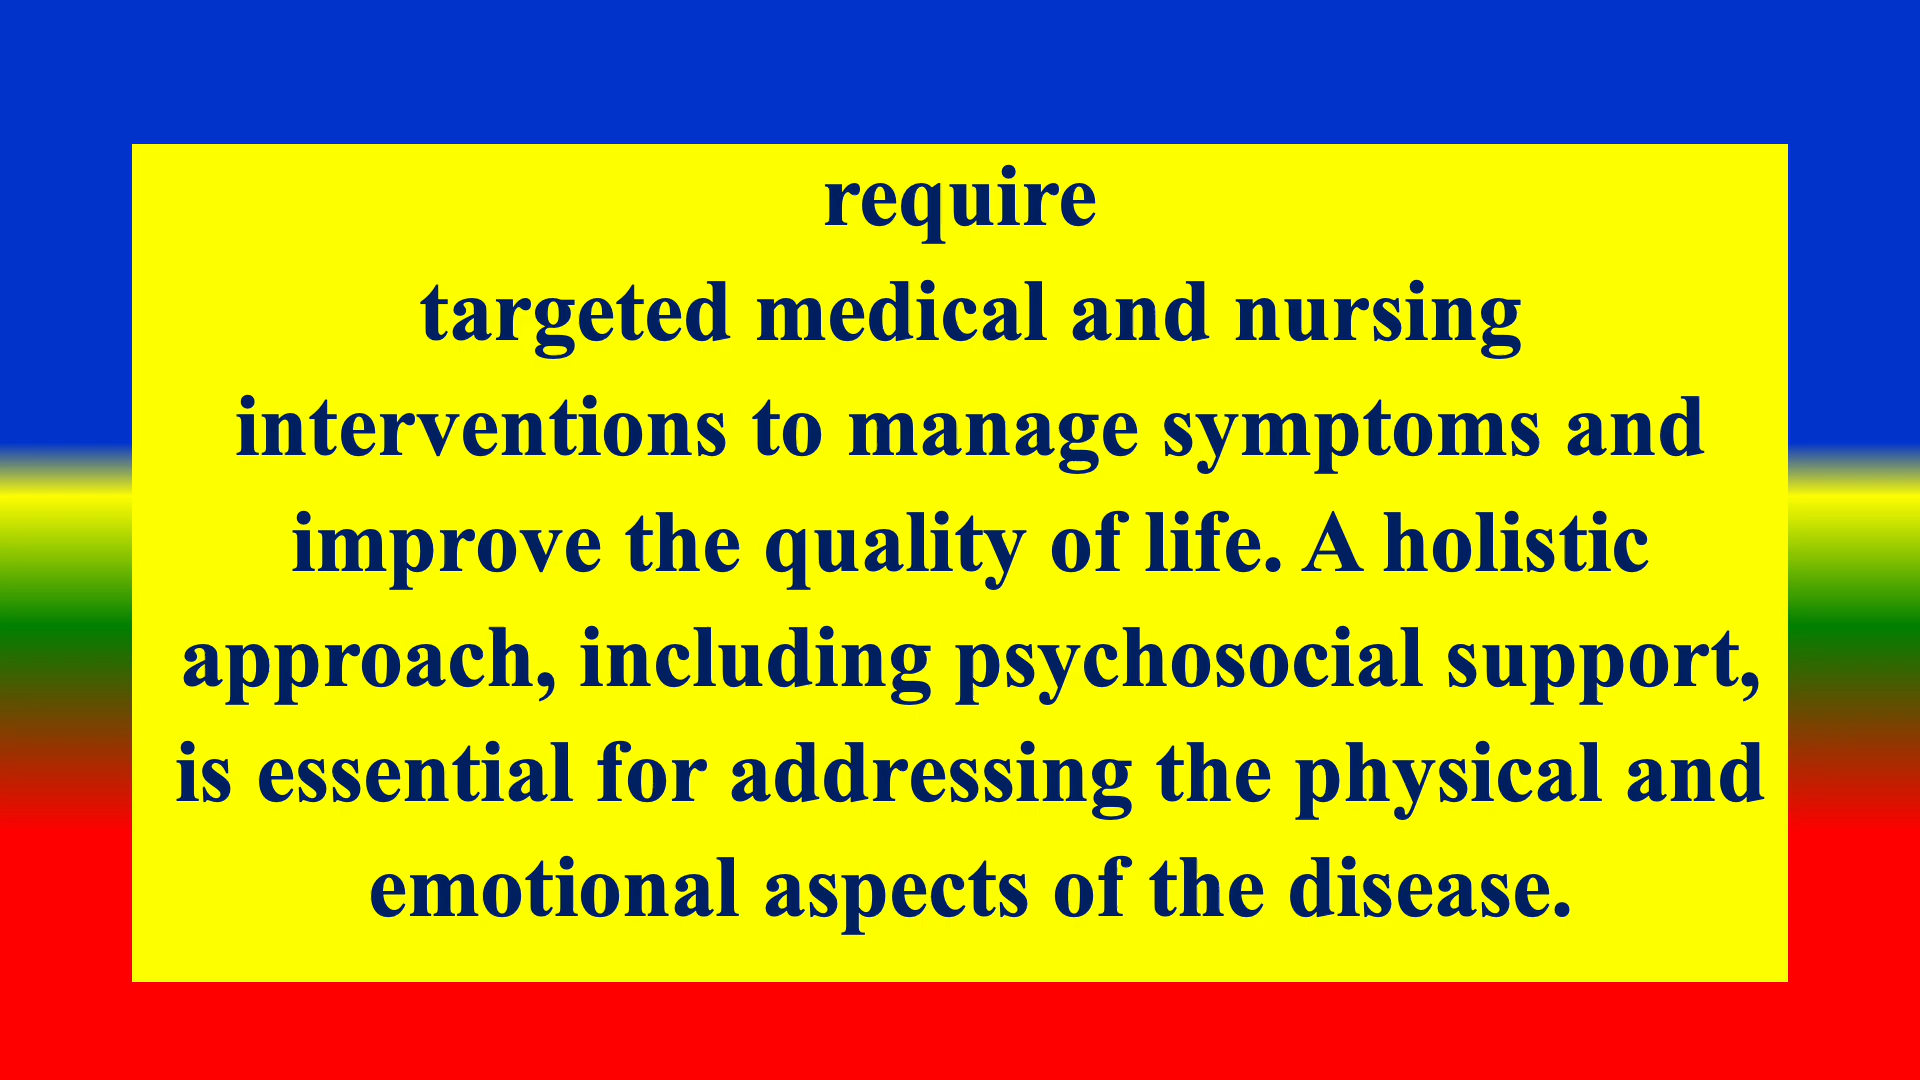 require
targeted medical and nursing
interventions to manage symptoms and
improve the quality of life. A holistic
approach, including psychosocial support,
is essential for addressing the physical and
emotional aspects of the disease.